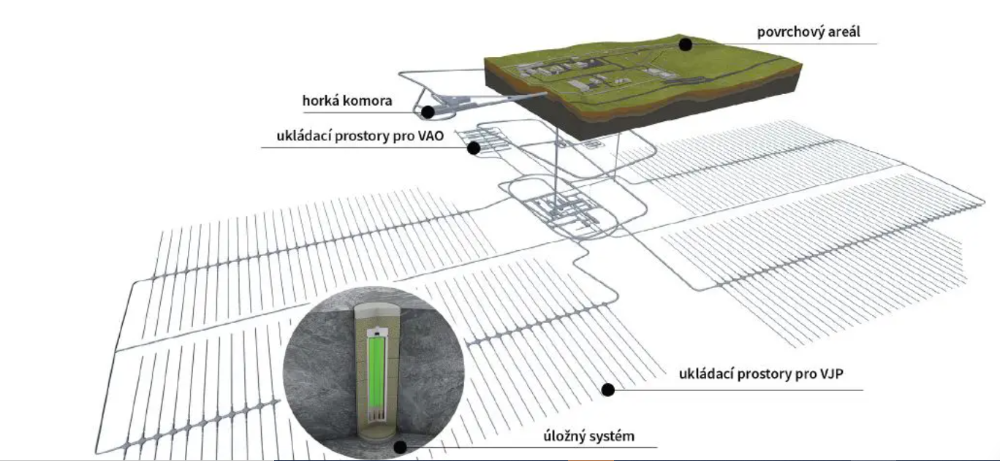 povrchový areál
horká komora
ukládací prostory pro VAO
ukládací prostory pro VJP
úložný systém